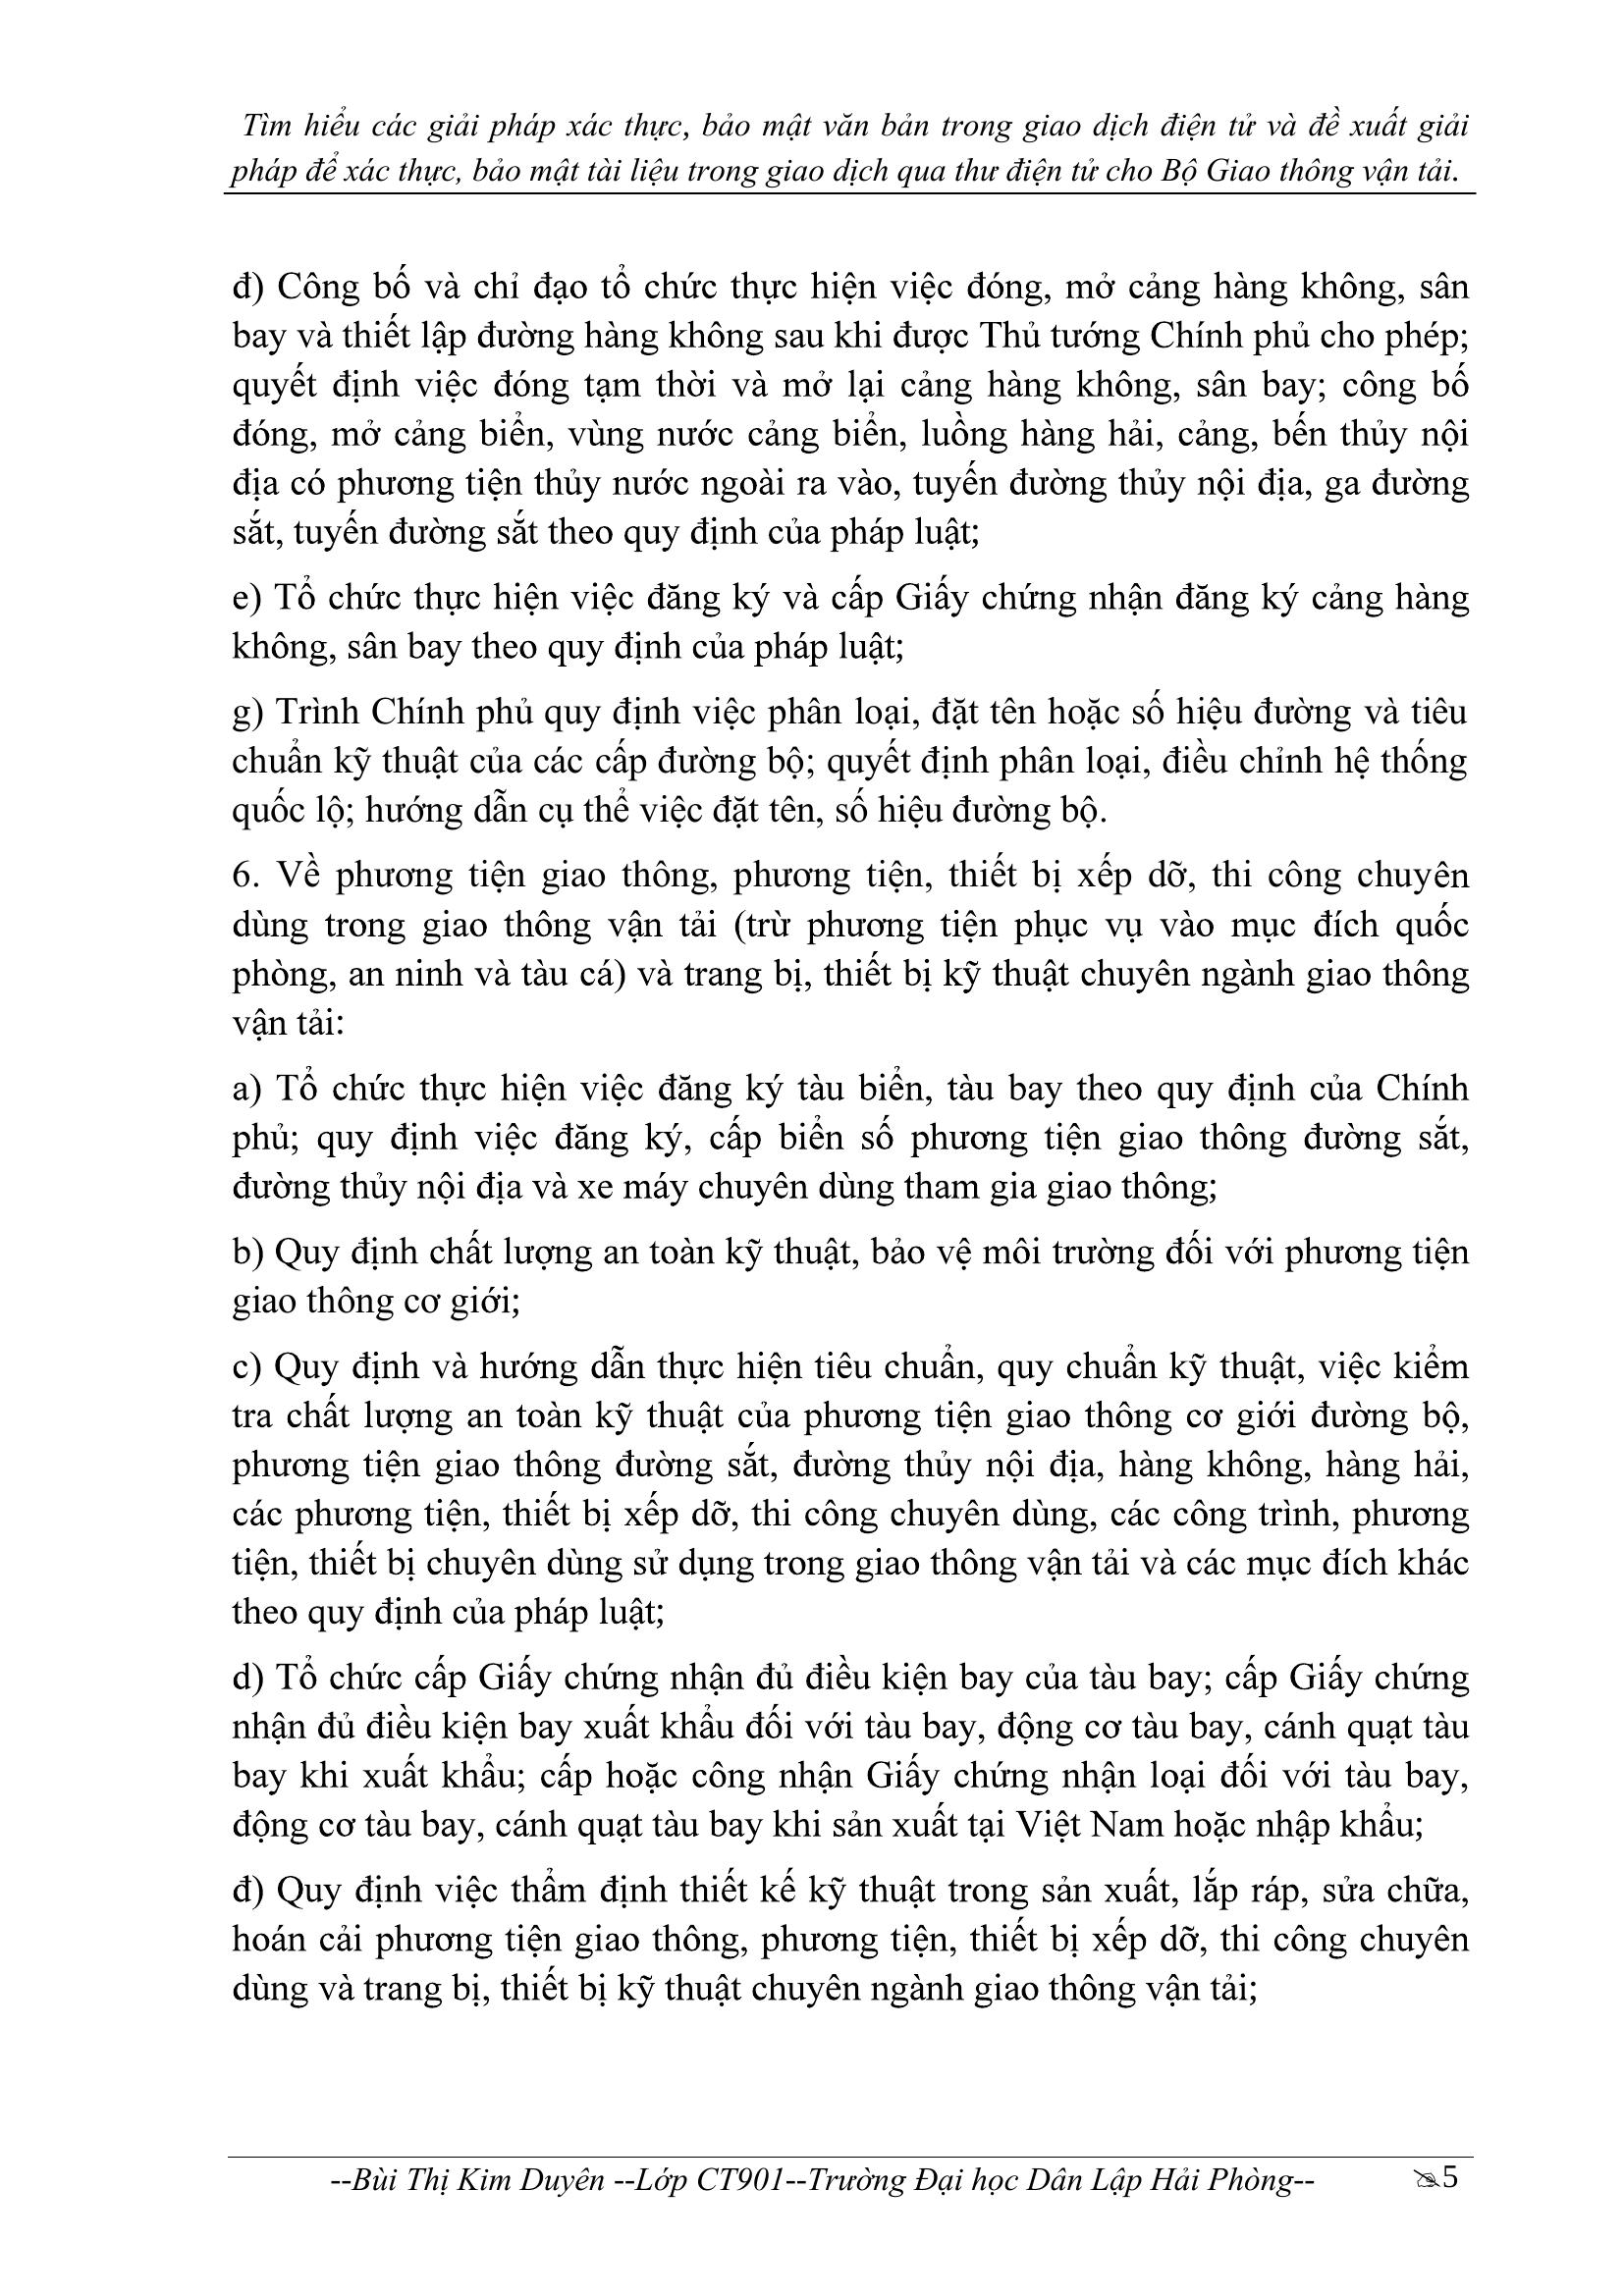 Tìm hiểu các giải pháp xác thực, bảo mật văn bản trong giao dịch điện tử và đề xuất giải
pháp để xác thực, bảo mật tài liệu trong giao dịch qua thư điện tử cho Bộ Giao thông vận tải.
đ) Công bố và chỉ đạo tổ chức thực hiện việc đóng, mở cảng hàng không, sân
bay và thiết lập đường hàng không sau khi được Thủ tướng Chính phủ cho phép;
quyết định việc đóng tạm thời và mở lại cảng hàng không, sân bay; công bố
đóng, mở cảng biển, vùng nước cảng biển, luồng hàng hải, cảng, bến thủy nội
địa có phương tiện thủy nước ngoài ra vào, tuyến đường thủy nội địa, ga đường
sắt, tuyến đường sắt theo quy định của pháp luật;
e) Tổ chức thực hiện việc đăng ký và cấp Giấy chứng nhận đăng ký cảng hàng
không, sân bay theo quy định của pháp luật;
g) Trình Chính phủ quy định việc phân loại, đặt tên hoặc số hiệu đường và tiêu
chuẩn kỹ thuật của các cấp đường bộ; quyết định phân loại, điều chỉnh hệ thống
quốc lộ; hướng dẫn cụ thể việc đặt tên, số hiệu đường bộ.
6. Về phương tiện giao thông, phương tiện, thiết bị xếp dỡ, thi công chuyên
dùng trong giao thông vận tải (trừ phương tiện phục vụ vào mục đích quốc
phòng, an ninh và tàu cá) và trang bị, thiết bị kỹ thuật chuyên ngành giao thông
vận tải:
a) Tổ chức thực hiện việc đăng ký tàu biển, tàu bay theo quy định của Chính
phủ; quy định việc đăng ký, cấp biển số phương tiện giao thông đường sắt,
đường thủy nội địa và xe máy chuyên dùng tham gia giao thông;
b) Quy định chất lượng an toàn kỹ thuật, bảo vệ môi trường đối với phương tiện
giao thông cơ giới;
c) Quy định và hướng dẫn thực hiện tiêu chuẩn, quy chuẩn kỹ thuật, việc kiểm
tra chất lượng an toàn kỹ thuật của phương tiện giao thông cơ giới đường bộ,
phương tiện giao thông đường sắt, đường thủy nội địa, hàng không, hàng hải,
các phương tiện, thiết bị xếp dỡ, thi công chuyên dùng, các công trình, phương
tiện, thiết bị chuyên dùng sử dụng trong giao thông vận tải và các mục đích khác
theo quy định của pháp luật;
d) Tổ chức cấp Giấy chứng nhận đủ điều kiện bay của tàu bay; cấp Giấy chứng
nhận đủ điều kiện bay xuất khẩu đối với tàu bay, động cơ tàu bay, cánh quạt tàu
bay khi xuất khẩu; cấp hoặc công nhận Giấy chứng nhận loại đối với tàu bay,
động cơ tàu bay, cánh quạt tàu bay khi sản xuất tại Việt Nam hoặc nhập khẩu;
đ) Quy định việc thẩm định thiết kế kỹ thuật trong sản xuất, lắp ráp, sửa chữa,
hoán cải phương tiện giao thông, phương tiện, thiết bị xếp dỡ, thi công chuyên
dùng và trang bị, thiết bị kỹ thuật chuyên ngành giao thông vận tải;
--Bùi Thị Kim Duyên --Lớp CT901--Trường Đại học Dân Lập Hải Phòng-- 5